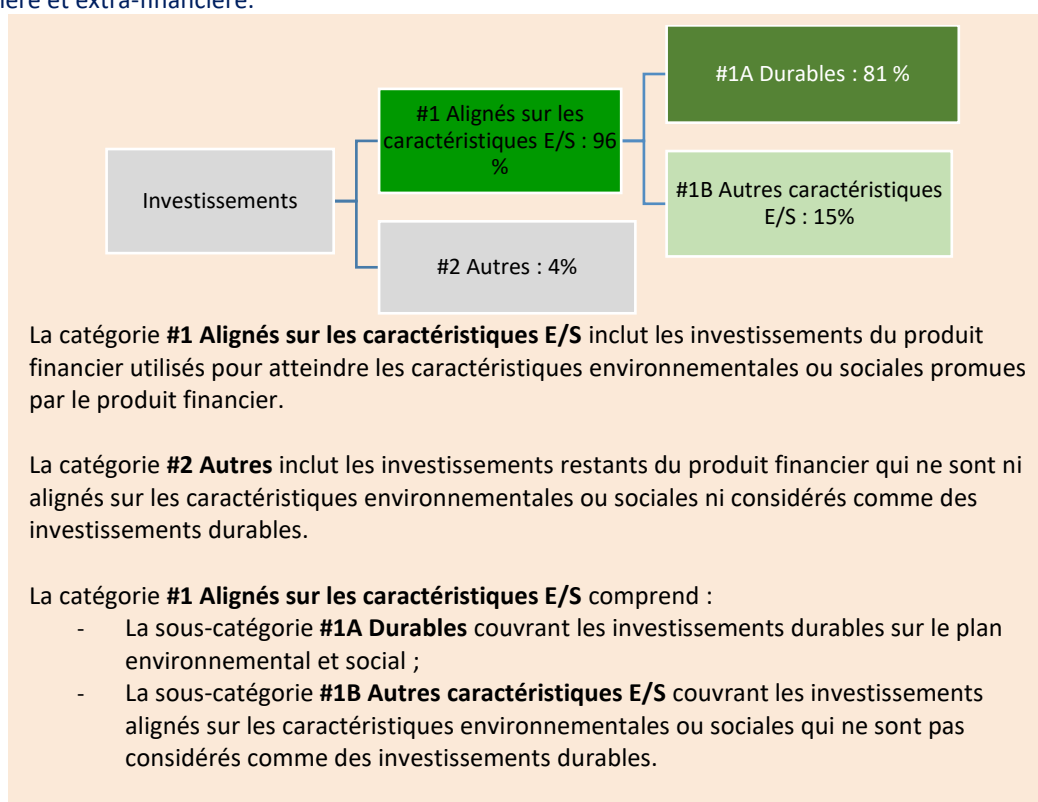 ière et extra-financière.
#1A Durables : 81 %
#1 Alignés sur les
caractéristiques E/S : 96
%
Investissements
#1B Autres caractéristiques
E/S : 15%
#2 Autres : 4%
La catégorie #1 Alignés sur les caractéristiques E/S inclut les investissements du produit
financier utilisés pour atteindre les caractéristiques environnementales ou sociales promues
par le produit financier.
La catégorie #2 Autres inclut les investissements restants du produit financier qui ne sont ni
alignés sur les caractéristiques environnementales ou sociales ni considérés comme des
investissements durables.
La catégorie #1 Alignés sur les caractéristiques E/S comprend :
- La sous-catégorie #1A Durables couvrant les investissements durables sur le plan
environnemental et social ;
- La sous-catégorie #1B Autres caractéristiques E/S couvrant les investissements
alignés sur les caractéristiques environnementales ou sociales qui ne sont pas
considérés comme des investissements durables.